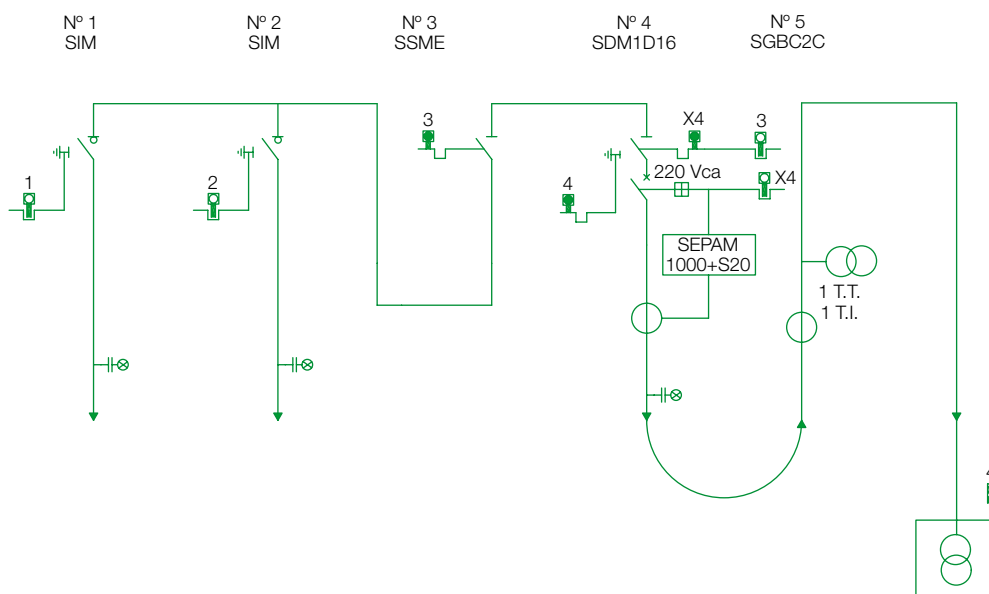 Nº 1
SIM
Nº 2
SIM
Nº 3
SSME
Nº 4
SDM1D16
Nº 5
SGBC2C
3
X4
3
1
2
4
220 Vca
X4
SEPAM
1000+S20
1 T.T.
1 T.I.